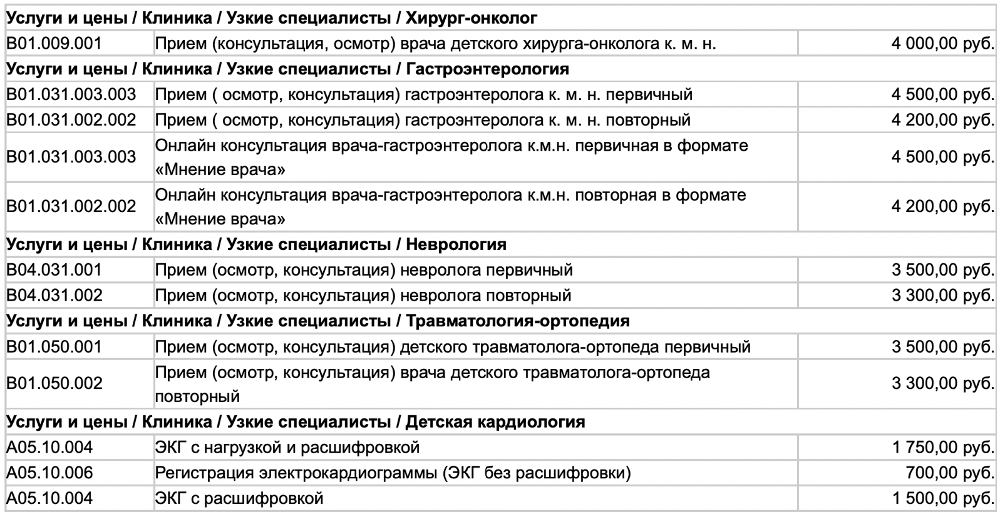 Услуги и цены / Клиника / Узкие специалисты / Хирург-онколог
B01.009.001 Прием (консультация, осмотр) врача детского хирурга-онколога к. м. н. 4 000,00 руб.
Услуги и цены / Клиника / Узкие специалисты / Гастроэнтерология
B01.031.003.003 Прием ( осмотр, консультация) гастроэнтеролога к. м. н. первичный 4 500,00 руб.
B01.031.002.002 Прием ( осмотр, консультация) гастроэнтеролога к. м. н. повторный 4 200,00 руб.
B01.031.003.003 Онлайн консультация врача-гастроэнтеролога к.м.н. первичная в формате
«Мнение врача» 4 500,00 руб.
B01.031.002.002 Онлайн консультация врача-гастроэнтеролога к.м.н. повторная в формате
«Мнение врача» 4 200,00 руб.
Услуги и цены / Клиника / Узкие специалисты / Неврология
B04.031.001 Прием (осмотр, консультация) невролога первичный 3 500,00 руб.
B04.031.002 Прием (осмотр, консультация) невролога повторный 3 300,00 руб.
Услуги и цены / Клиника / Узкие специалисты / Травматология-ортопедия
B01.050.001 Прием (осмотр, консультация) детского травматолога-ортопеда первичный 3 500,00 руб.
B01.050.002 Прием (осмотр, консультация) врача детского травматолога-ортопеда
повторный 3 300,00 руб.
Услуги и цены / Клиника / Узкие специалисты / Детская кардиология
A05.10.004 ЭКГ с нагрузкой и расшифровкой 1 750,00 руб.
A05.10.006 Регистрация электрокардиограммы (ЭКГ без расшифровки) 700,00 руб.
A05.10.004 ЭКГ с расшифровкой 1 500,00 руб.